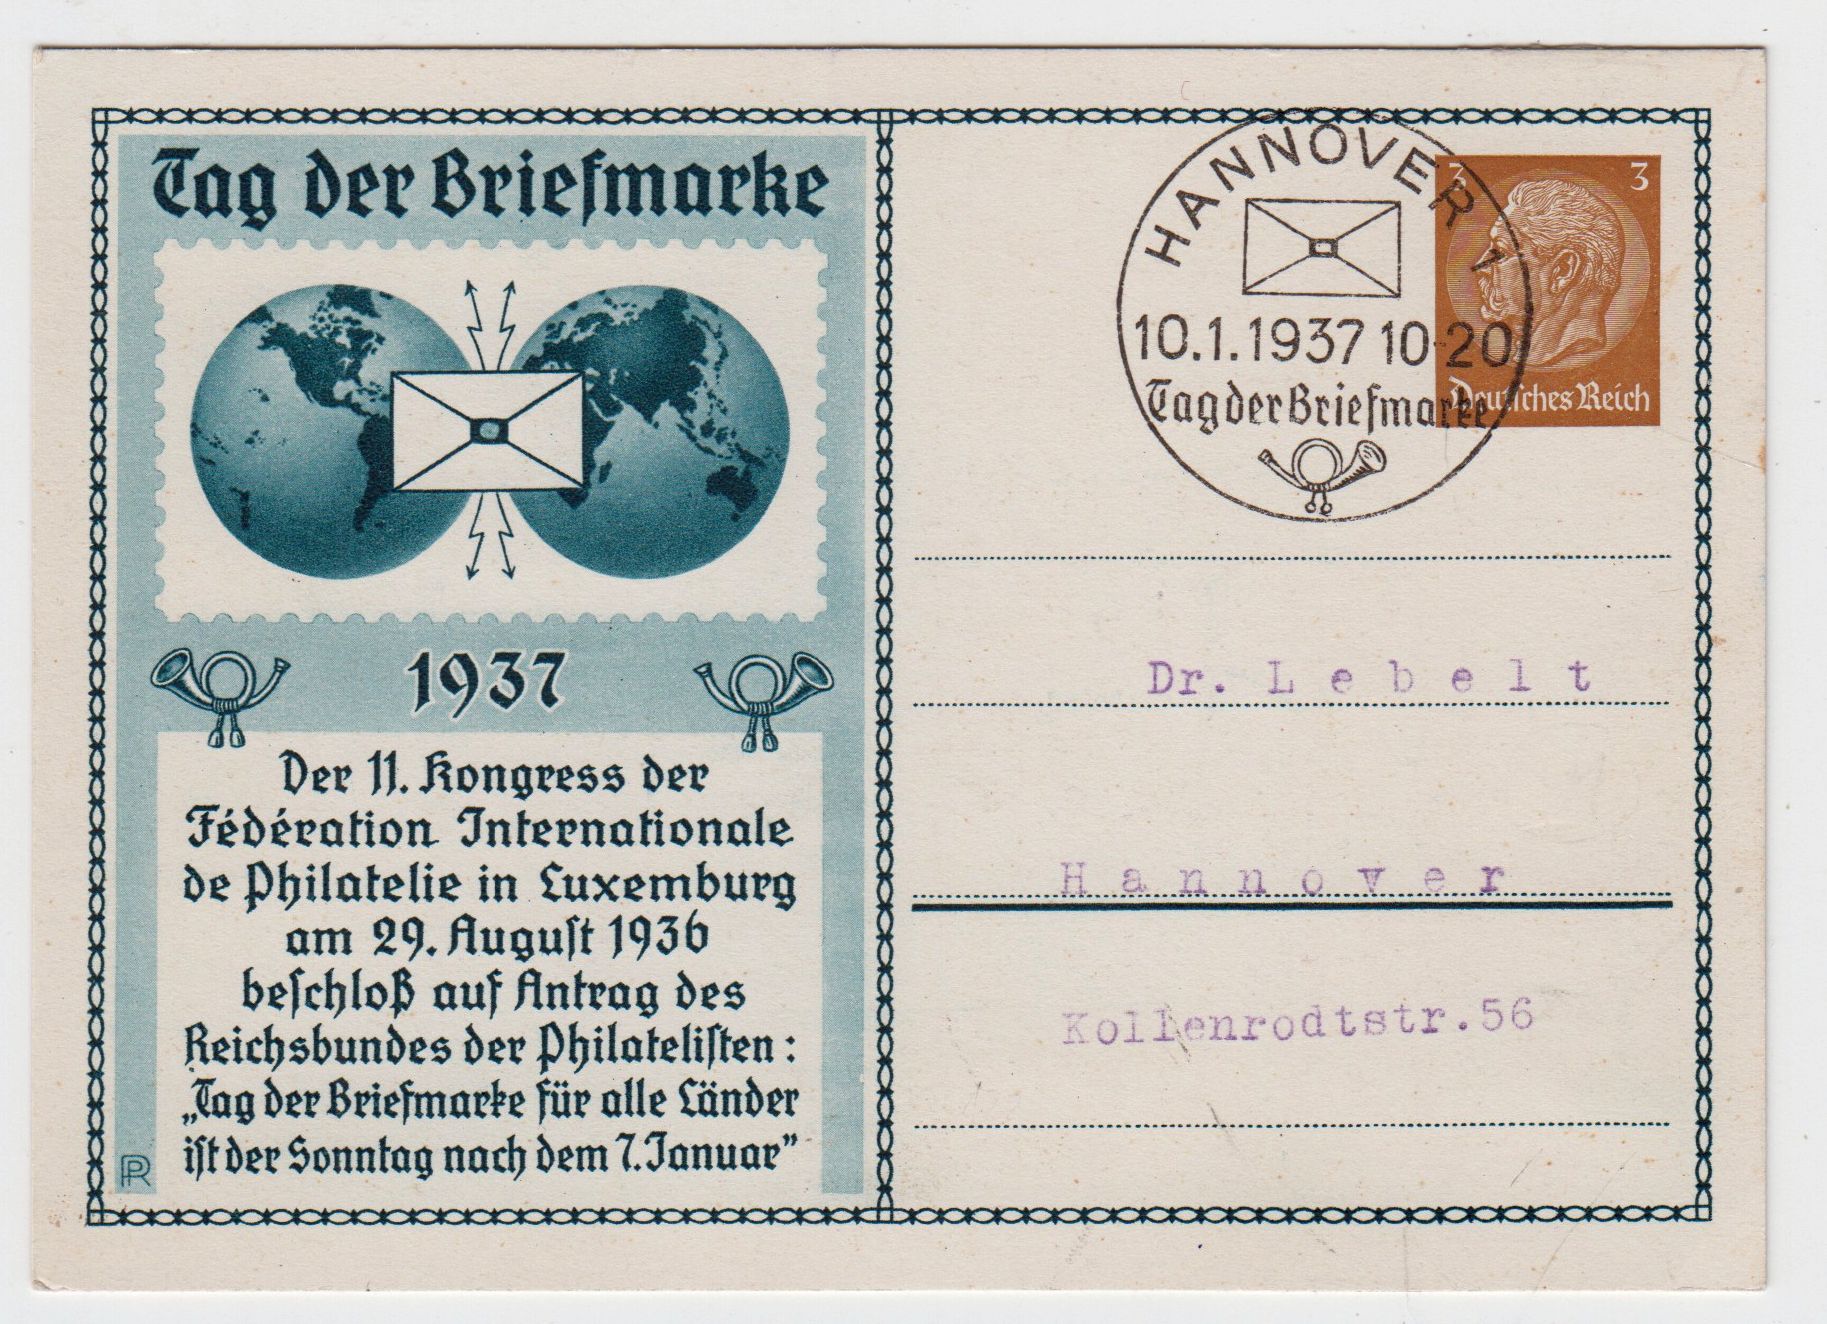 Tag der Briefmarke
1937
Der 11. Kongress der
Fédération Internationale
de Philatelie in Luxemburg
am 29. August 1936
beschloß auf Antrag des
Reichsbundes der Philatelisten:
„Tag der Briefmarke für alle Länder
ist der Sonntag nach dem 7. Januar”
PR
HANNOVER 1
10.1.1937 10-20
Tag der Briefmarke
3 3
Deutsches Reich
Dr. Lebelt
Hannover
Kollenrodtstr.56